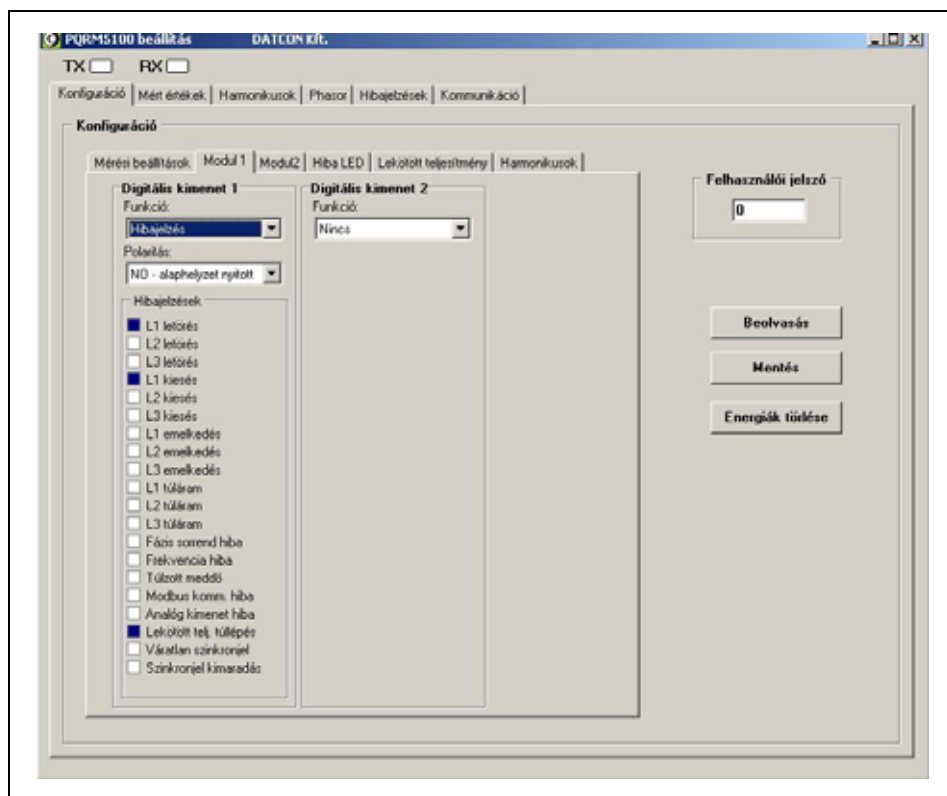 PQRM5100 beállítás DATCON Kft.
TX RX
Konfiguráció Mért értékek Harmonikusok Phasor Hibajelzések Kommunikáció
Konfiguráció
Mérési beállítások Modul 1 Modul2 Hiba LED Lekötött teljesítmény Harmonikusok
Digitális kimenet 1
Funkció:
Hibajelzés
Polaritás:
NO - alaphelyzet nyitott
Hibajelzések
L1 letörés
L2 letörés
L3 letörés
L1 kiesés
L2 kiesés
L3 kiesés
L1 emelkedés
L2 emelkedés
L3 emelkedés
L1 túláram
L2 túláram
L3 túláram
Fázis sorrend hiba
Frekvencia hiba
Túlzott meddő
Modbus komm. hiba
Analóg kimenet hiba
Lekötött telj. túllépés
Váratlan szinkronjel
Szinkronjel kimaradás
Digitális kimenet 2
Funkció:
Nincs
Felhasználói jelszó
0
Beolvasás
Mentés
Energiák törlése